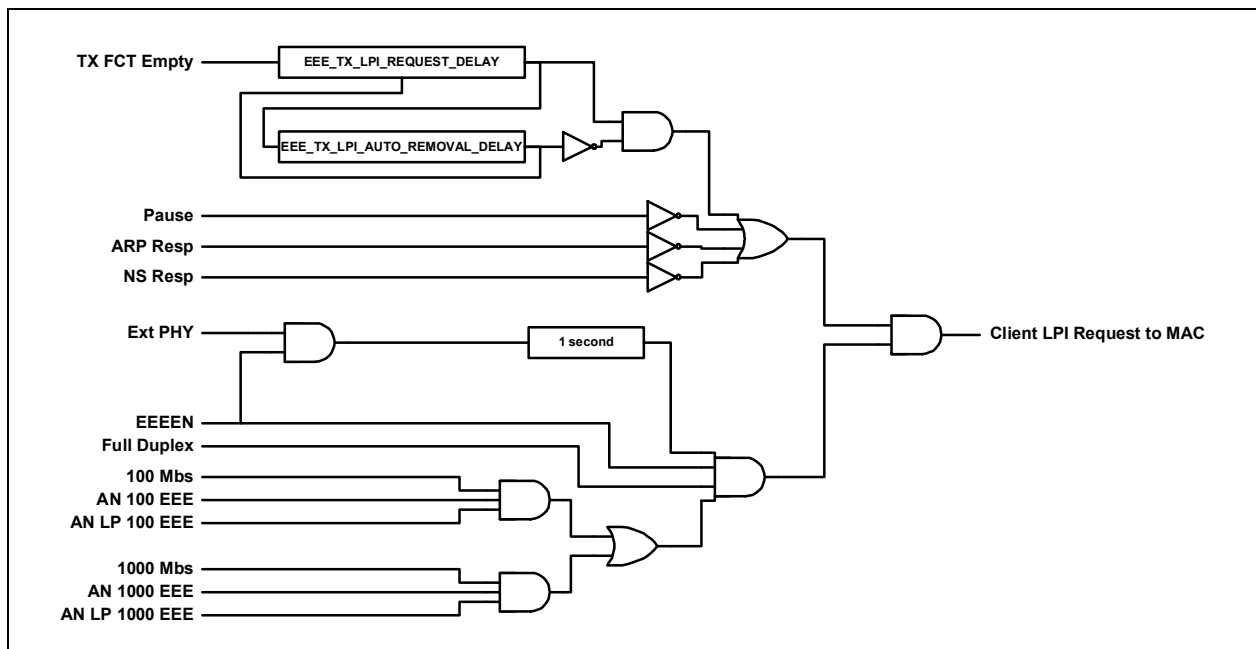 TX FCT Empty
EEE_TX_LPI_REQUEST_DELAY
EEE_TX_LPI_AUTO_REMOVAL_DELAY
Pause
ARP Resp
NS Resp
Ext PHY
1 second
Client LPI Request to MAC
EEEEN
Full Duplex
100 Mbs
AN 100 EEE
AN LP 100 EEE
1000 Mbs
AN 1000 EEE
AN LP 1000 EEE